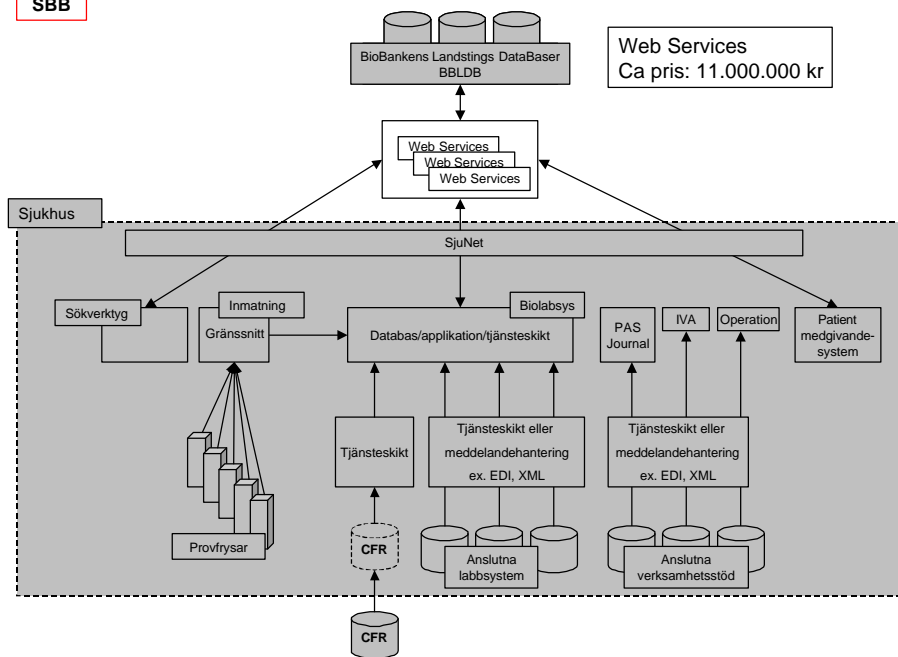 SBB
BioBankens Landstings DataBaser
BBLDB
Web Services
Ca pris: 11.000.000 kr
Web Services
Web Services
Web Services
Sjukhus
SjuNet
Sökverktyg
Inmatning
Gränssnitt
Biolabsys
Databas/applikation/tjänsteskikt
PAS
Journal
IVA
Operation
Patient
medgivande-
system
Tjänsteskikt
Tjänsteskikt eller
meddelandehantering
ex. EDI, XML
Tjänsteskikt eller
meddelandehantering
ex. EDI, XML
Provfrysar
CFR
Anslutna
labbsystem
Anslutna
verksamhetsstöd
CFR